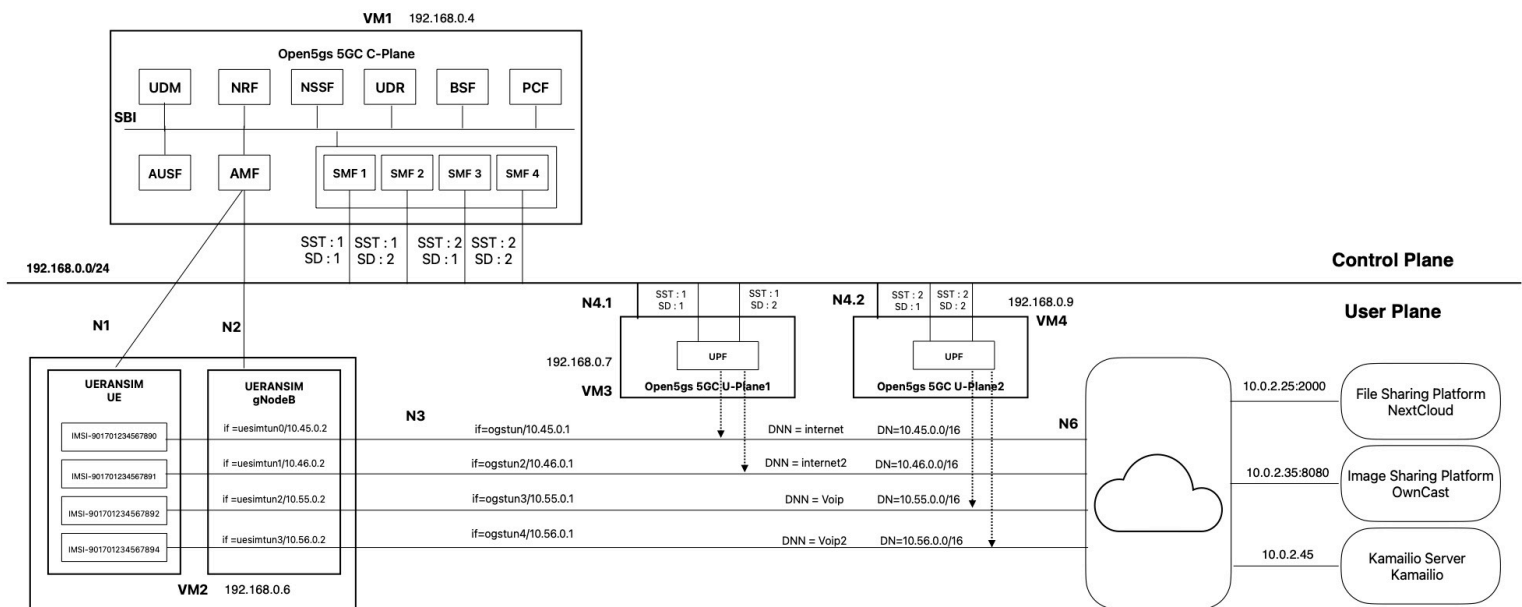 VM1 192.168.0.4
Open5gs 5GC C-Plane
UDM NRF NSSF UDR BSF PCF
SBI
AUSF AMF SMF 1 SMF 2 SMF 3 SMF 4
SST : 1 SST : 1 SST : 2 SST : 2
SD : 1 SD : 2 SD : 1 SD : 2
192.168.0.0/24
Control Plane
User Plane
N1
N2
N4.1
SST : 1 SST : 1
SD : 1 SD : 2
N4.2
SST : 2 SST : 2
SD : 1 SD : 2
192.168.0.9
VM4
192.168.0.7
VM3
UPF
Open5gs 5GC U-Plane1
UPF
Open5gs 5GC U-Plane2
UERANSIM
UE
UERANSIM
gNodeB
N3
N6
IMSI-901701234567890
if =uesimtun0/10.45.0.2
if=ogstun/10.45.0.1
DNN = internet
DN=10.45.0.0/16
IMSI-901701234567891
if =uesimtun1/10.46.0.2
if=ogstun2/10.46.0.1
DNN = internet2
DN=10.46.0.0/16
IMSI-901701234567892
if =uesimtun2/10.55.0.2
if=ogstun3/10.55.0.1
DNN = Voip
DN=10.55.0.0/16
IMSI-901701234567894
if =uesimtun3/10.56.0.2
if=ogstun4/10.56.0.1
DNN = Voip2
DN=10.56.0.0/16
VM2 192.168.0.6
10.0.2.25:2000
File Sharing Platform
NextCloud
10.0.2.35:8080
Image Sharing Platform
OwnCast
10.0.2.45
Kamailio Server
Kamailio